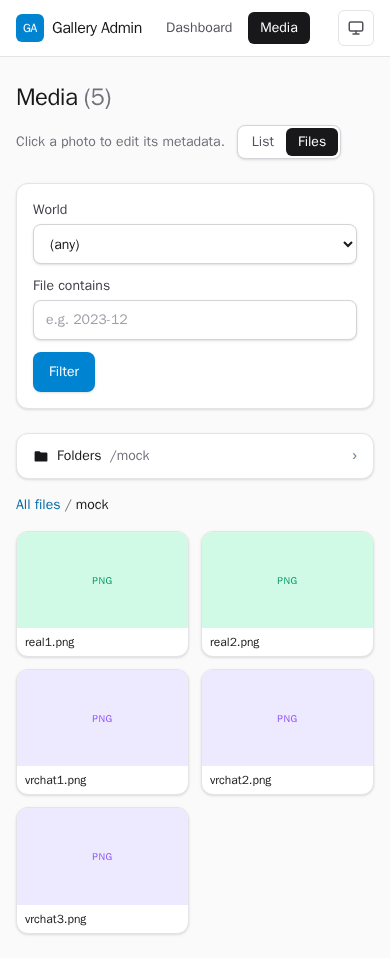 GA Gallery Admin Dashboard Media
Media (5)
Click a photo to edit its metadata. List Files
World
(any)
File contains
e.g. 2023-12
Filter
Folders /mock ›
All files / mock
PNG PNG
real1.png real2.png
PNG PNG
vrchat1.png vrchat2.png
PNG
vrchat3.png